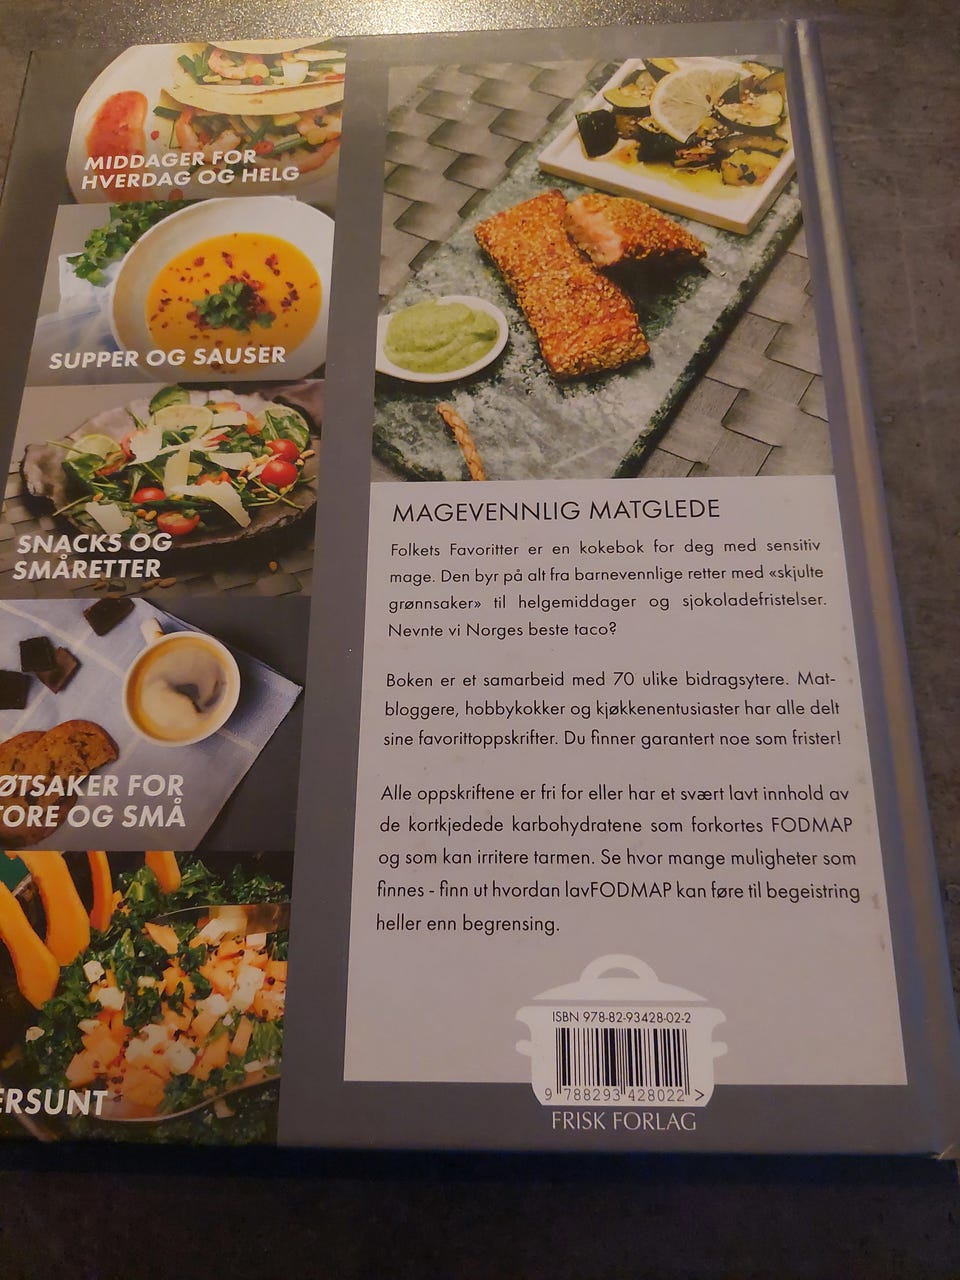 MIDDAGER FOR
HVERDAG OG HELG
SUPPER OG SAUSER
SNACKS OG
SMÅRETTER
ØTSAKER FOR
TORE OG SMÅ
ERSUNT
MAGEVENNLIG MATGLEDE
Folkets Favoritter er en kokebok for deg med sensitiv
mage. Den byr på alt fra barnevennlige retter med «skjulte
grønnsaker» til helgemiddager og sjokoladefristelser.
Nevnte vi Norges beste taco?
Boken er et samarbeid med 70 ulike bidragsytere. Mat-
bloggere, hobbykokker og kjøkkenentusiaster har alle delt
sine favorittoppskrifter. Du finner garantert noe som frister!
Alle oppskriftene er fri for eller har et svært lavt innhold av
de kortkjedede karbohydratene som forkortes FODMAP
og som kan irritere tarmen. Se hvor mange muligheter som
finnes - finn ut hvordan lavFODMAP kan føre til begeistring
heller enn begrensing.
ISBN 978-82-93428-02-2
9 788293 428022 >
FRISK FORLAG